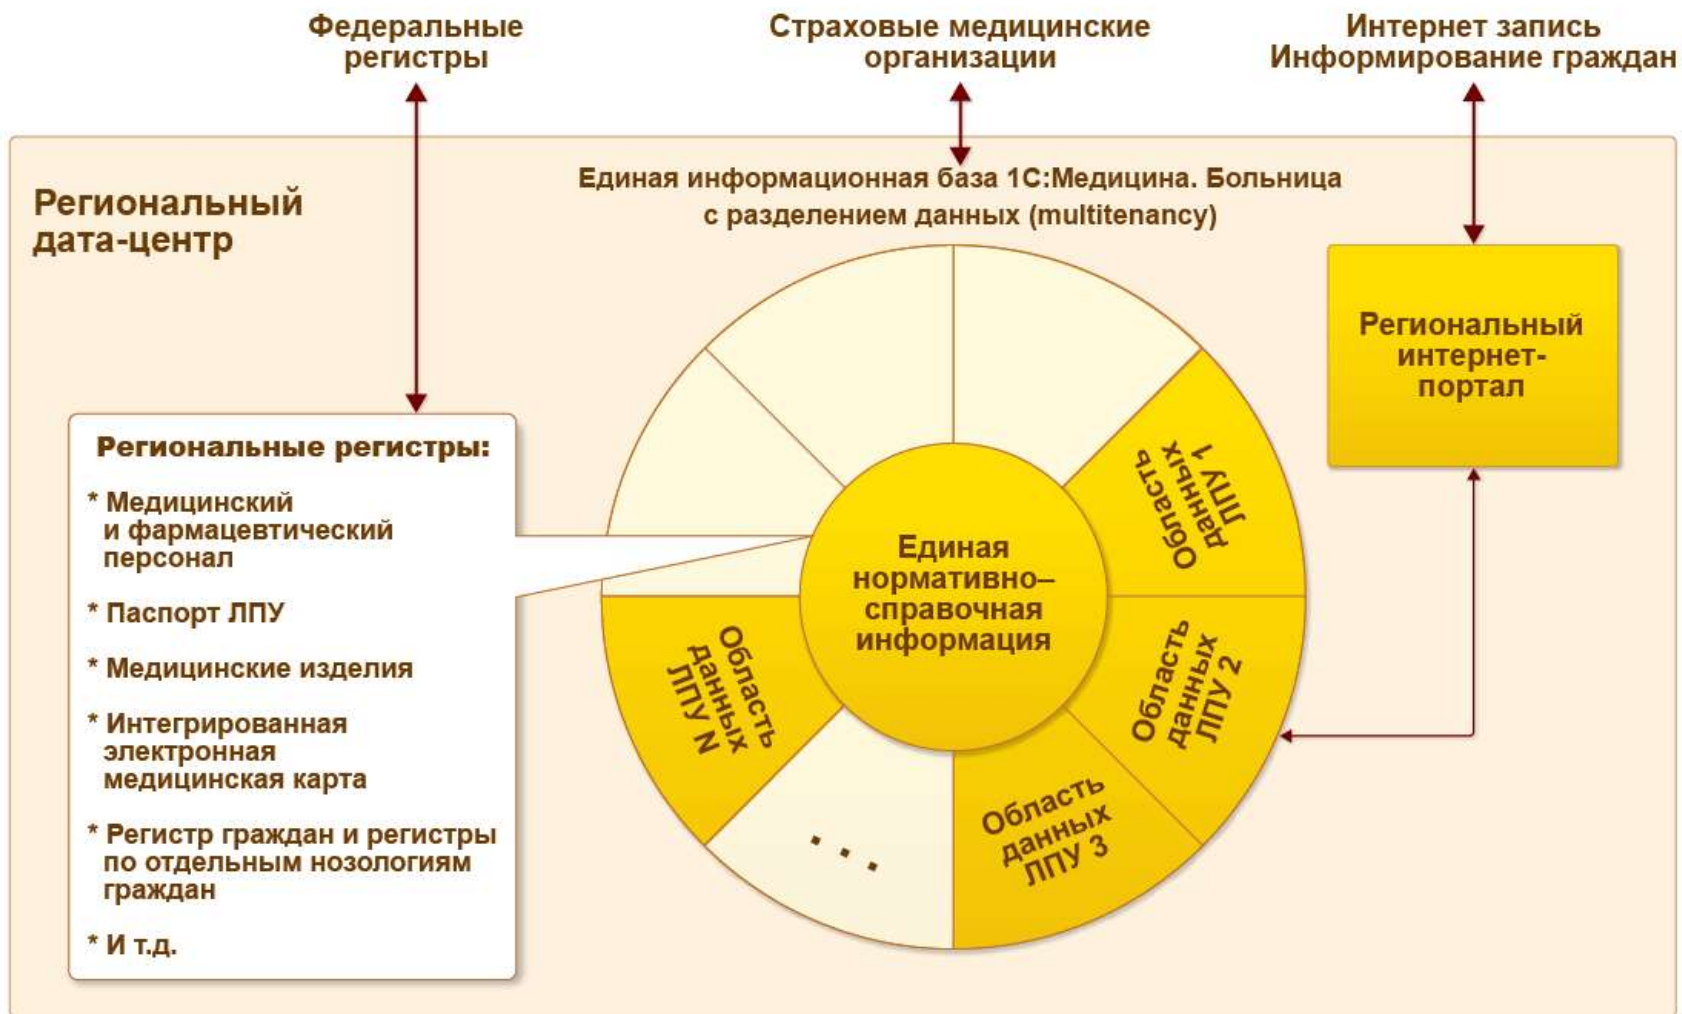 Федеральные
регистры
Страховые медицинские
организации
Интернет запись
Информирование граждан
Региональный
дата-центр
Единая информационная база 1С:Медицина. Больница
с разделением данных (multitenancy)
Региональный
интернет-
портал
Региональные регистры:
* Медицинский
и фармацевтический
персонал
* Паспорт ЛПУ
* Медицинские изделия
* Интегрированная
электронная
медицинская карта
* Регистр граждан и регистры
по отдельным нозологиям
граждан
* И т.д.
Единая
нормативно–
справочная
информация
Область
данных
ЛПУ 1
Область
данных
ЛПУ 2
Область
данных
ЛПУ 3
. . .
Область
данных
ЛПУ N